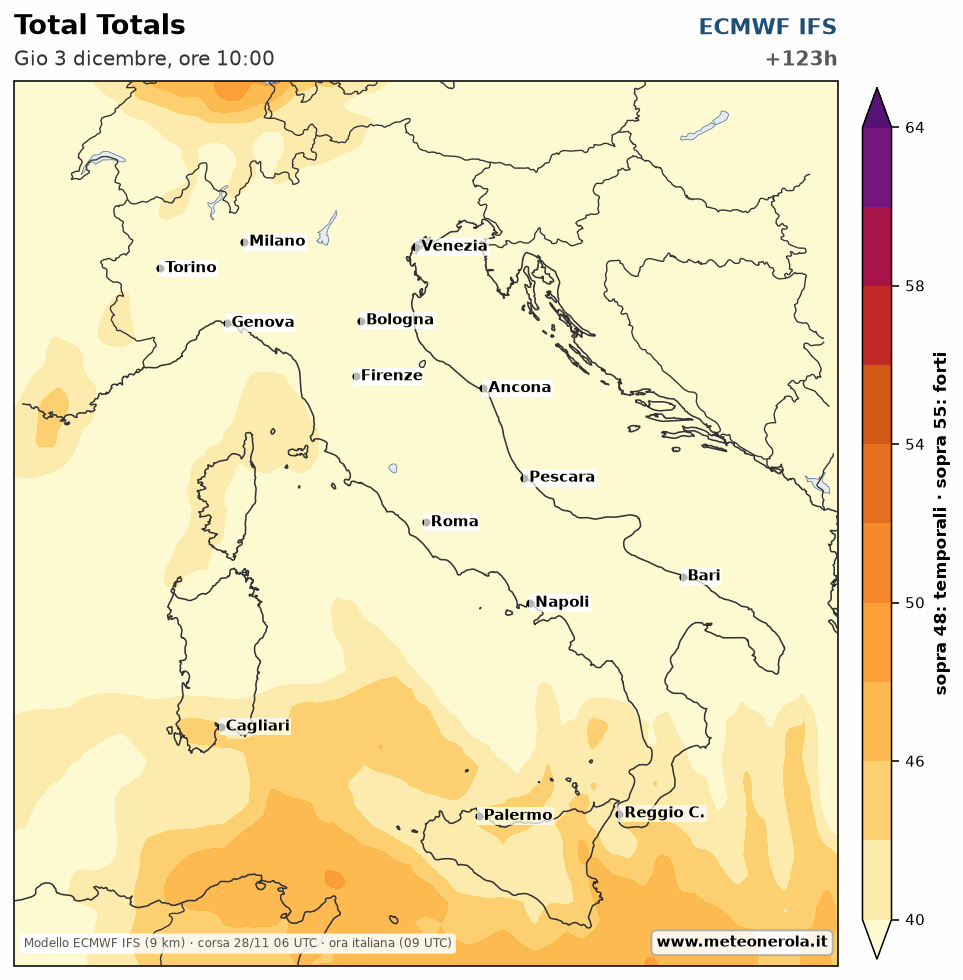 Total Totals
ECMWF IFS
Gio 3 dicembre, ore 10:00
+123h
64
58
54
50
46
40
sopra 48: temporali · sopra 55: forti
Milano
Venezia
Torino
Genova
Bologna
Firenze
Ancona
Pescara
Roma
Bari
Napoli
Cagliari
Palermo
Reggio C.
Modello ECMWF IFS (9 km) · corsa 28/11 06 UTC · ora italiana (09 UTC)
www.meteonerola.it